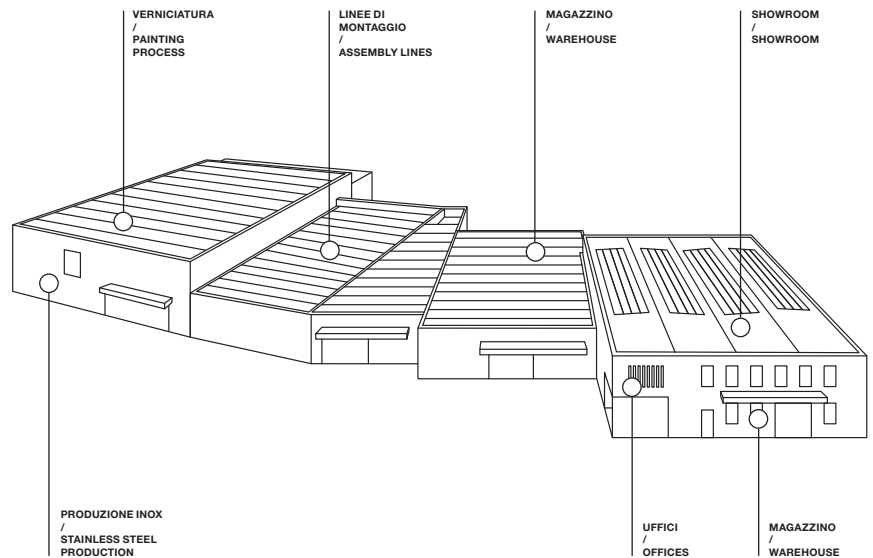 VERNICIATURA
/
PAINTING
PROCESS
LINEE DI
MONTAGGIO
/
ASSEMBLY LINES
MAGAZZINO
/
WAREHOUSE
SHOWROOM
/
SHOWROOM
PRODUZIONE INOX
/
STAINLESS STEEL
PRODUCTION
UFFICI
/
OFFICES
MAGAZZINO
/
WAREHOUSE